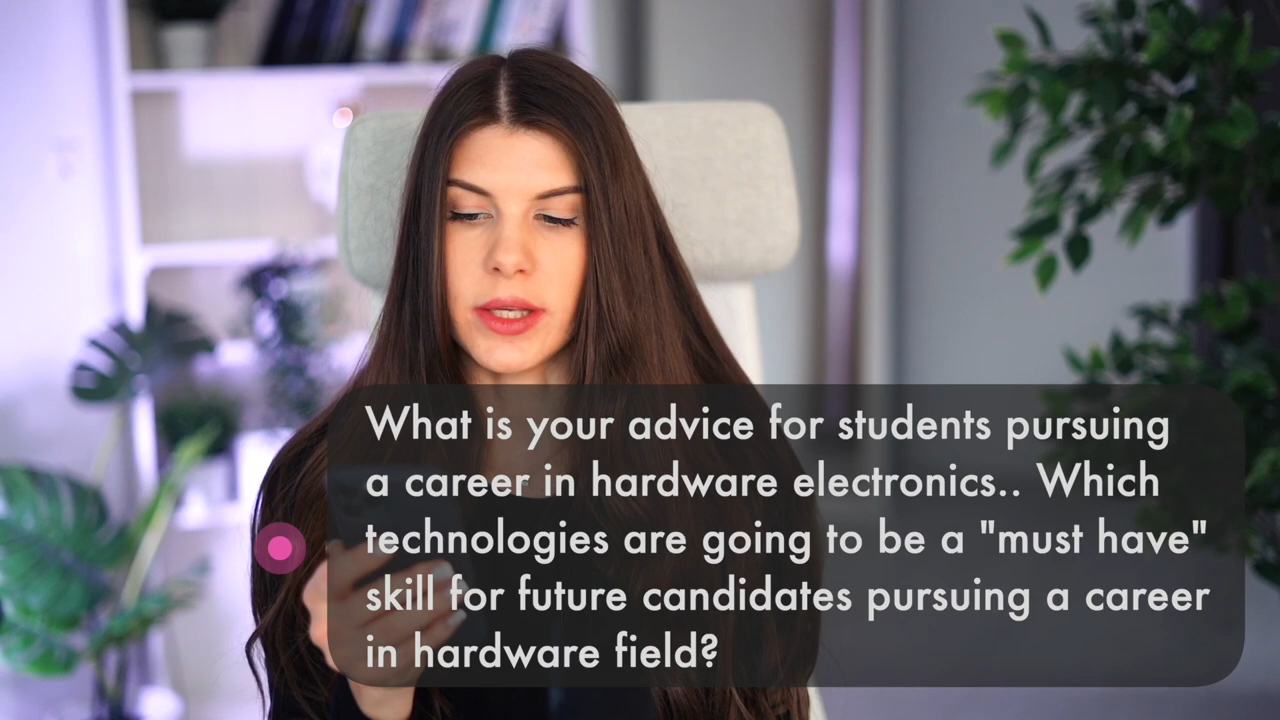 What is your advice for students pursuing
a career in hardware electronics.. Which
technologies are going to be a "must have"
skill for future candidates pursuing a career
in hardware field?